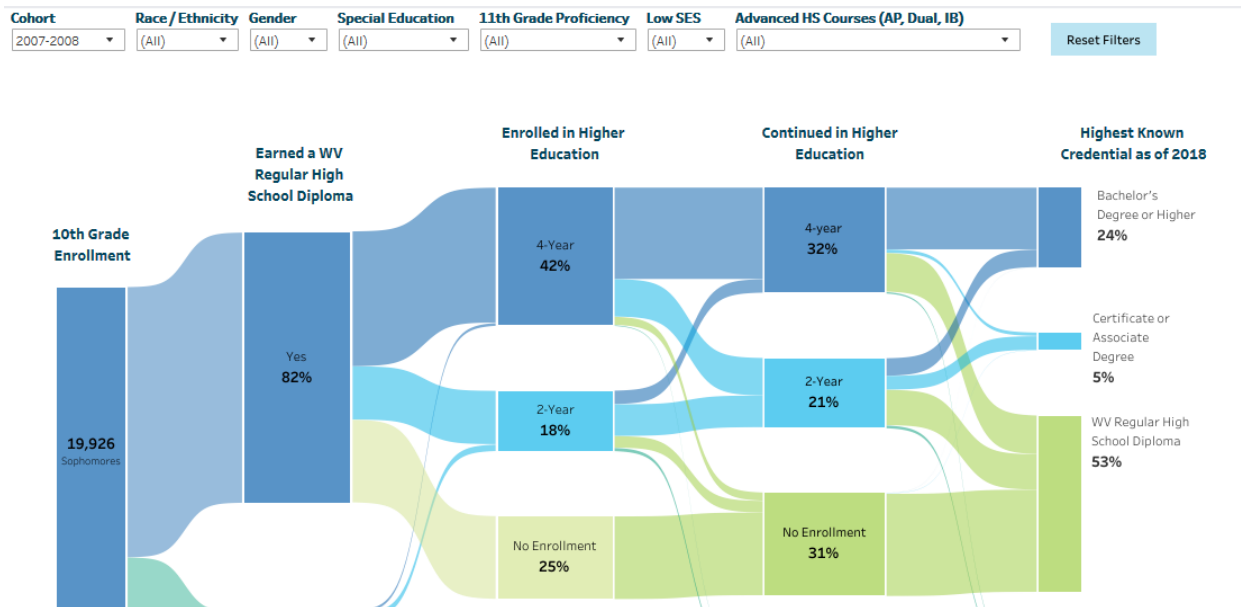 Cohort
2007-2008
Race / Ethnicity
(All)
Gender
(All)
Special Education
(All)
11th Grade Proficiency
(All)
Low SES
(All)
Advanced HS Courses (AP, Dual, IB)
(All)
Reset Filters
10th Grade
Enrollment
19,926
Sophomores
Earned a WV
Regular High
School Diploma
Yes
82%
Enrolled in Higher
Education
4-Year
42%
2-Year
18%
No Enrollment
25%
Continued in Higher
Education
4-year
32%
2-Year
21%
No Enrollment
31%
Highest Known
Credential as of 2018
Bachelor's
Degree or Higher
24%
Certificate or
Associate
Degree
5%
WV Regular High
School Diploma
53%